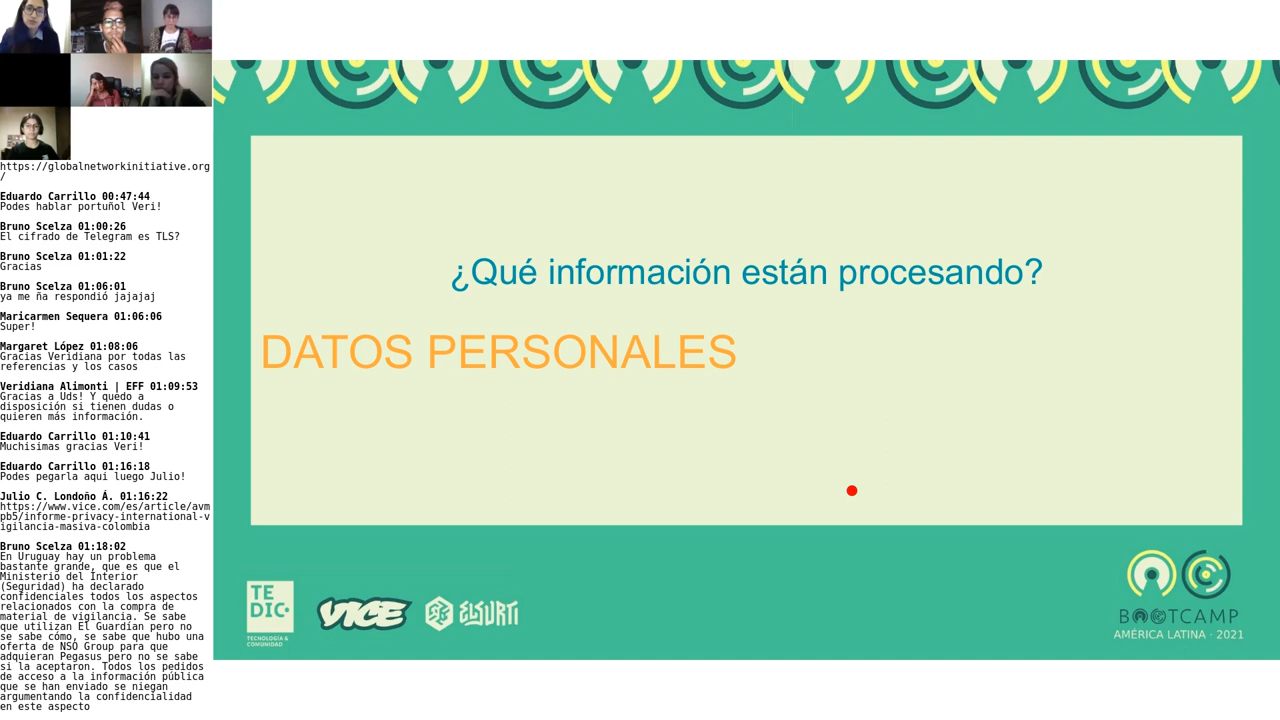 https://globalnetworkinitiative.org
/
Eduardo Carrillo 00:47:44
Podes hablar portuñol Veri!
Bruno Scelza 01:00:26
El cifrado de Telegram es TLS?
Bruno Scelza 01:01:22
Gracias
Bruno Scelza 01:06:01
ya me ña respondió jajajaj
Maricarmen Sequera 01:06:06
Super!
Margaret López 01:08:06
Gracias Veridiana por todas las
referencias y los casos
Veridiana Alimonti | EFF 01:09:53
Gracias a Uds! Y quedo a
disposición si tienen dudas o
quieren más información.
Eduardo Carrillo 01:10:41
Muchisimas gracias Veri!
Eduardo Carrillo 01:16:18
Podes pegarla aqui luego Julio!
Julio C. Londoño Á. 01:16:22
https://www.vice.com/es/article/avm
pb5/informe-privacy-international-v
igilancia-masiva-colombia
Bruno Scelza 01:18:02
En Uruguay hay un problema
bastante grande, que es que el
Ministerio del Interior
(Seguridad) ha declarado
confidenciales todos los aspectos
relacionados con la compra de
material de vigilancia. Se sabe
que utilizan El Guardian pero no
se sabe cómo, se sabe que hubo una
oferta de NSO Group para que
adquieran Pegasus pero no se sabe
si la aceptaron. Todos los pedidos
de acceso a la información pública
que se han enviado se niegan
argumentando la confidencialidad
en este aspecto
¿Qué información están procesando?
DATOS PERSONALES
TE
DIC
TECNOLOGÍA &
COMUNIDAD
VICE
ELSURTI
BOOTCAMP
AMÉRICA LATINA · 2021